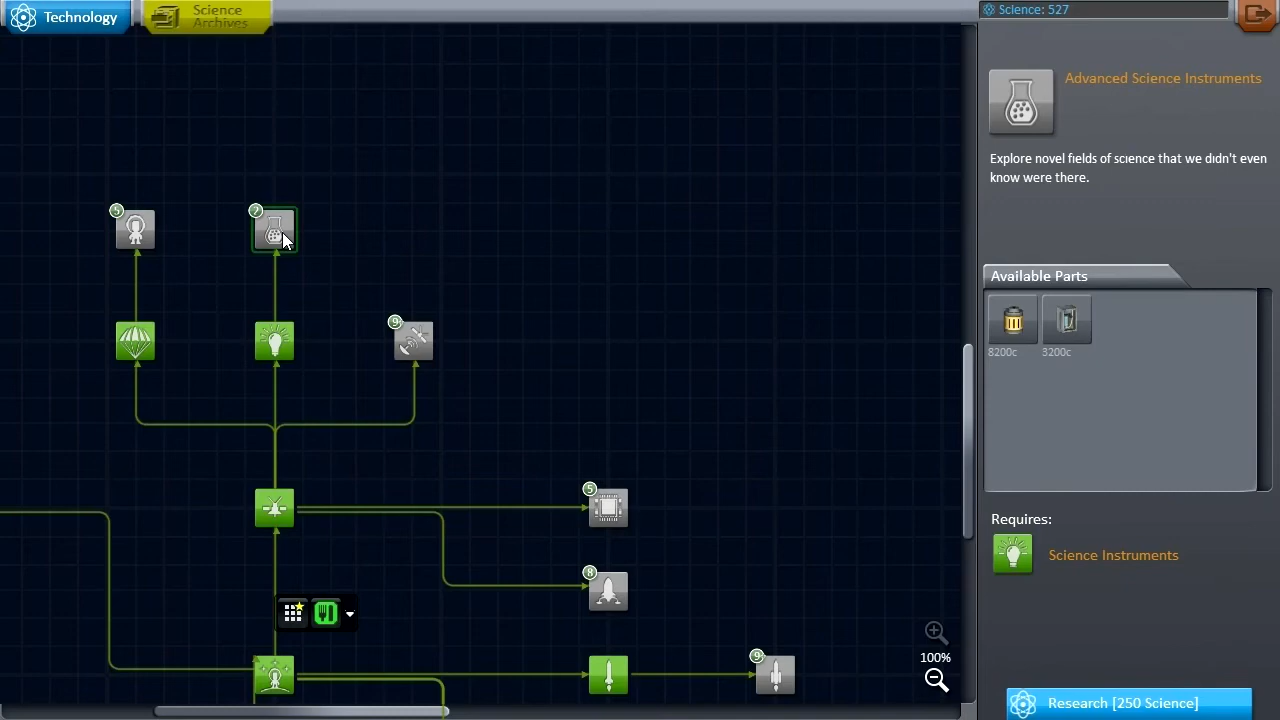 Technology
Science
Archives
Science: 527
Advanced Science Instruments
Explore novel fields of science that we didn't even
know were there.
5
2
9
Available Parts
8200c
3200c
5
Requires:
Science Instruments
8
100%
9
Research [250 Science]